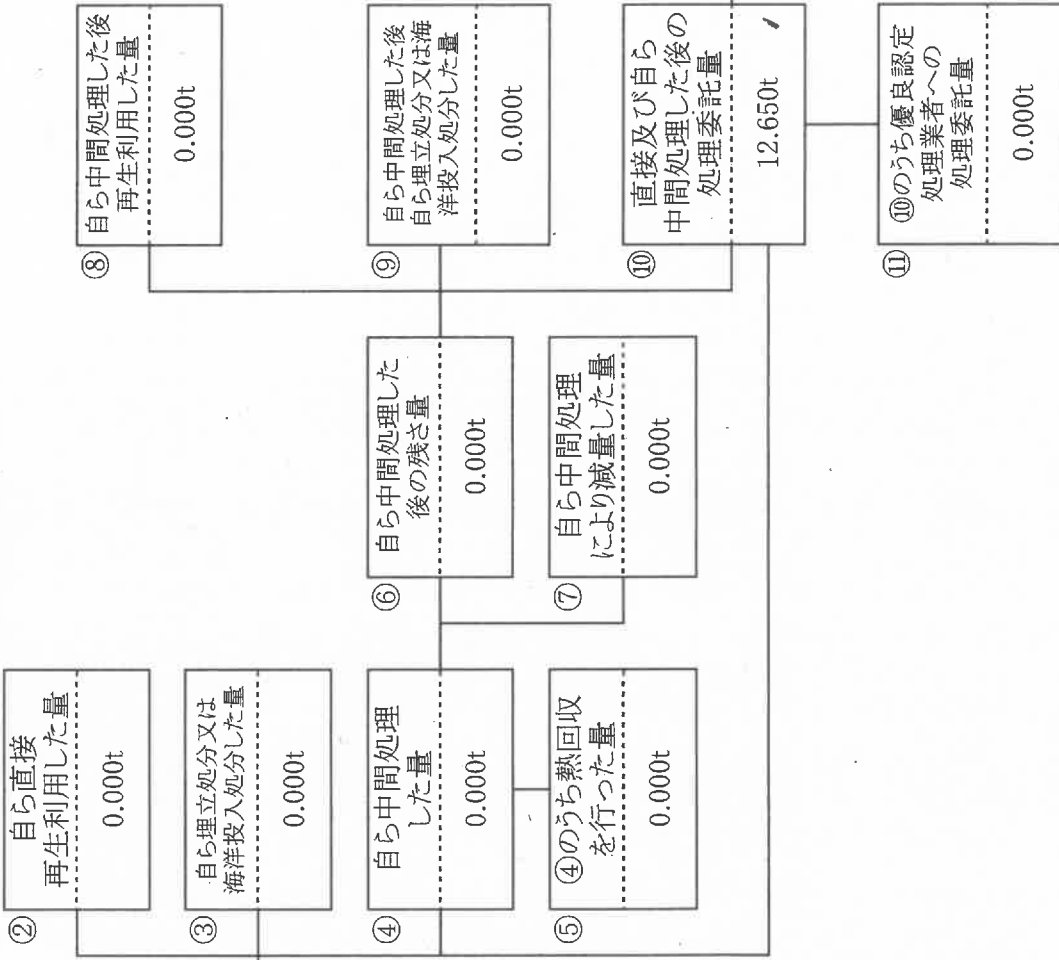 ②
自ら直接
再生利用した量
0.000t
③
自ら埋立処分又は
海洋投入処分した量
0.000t
④
自ら中間処理
した量
0.000t
⑤
④のうち熱回収
を行った量
0.000t
⑥
自ら中間処理した
後の残さ量
0.000t
⑦
自ら中間処理
により減量した量
0.000t
⑧
自ら中間処理した後
再生利用した量
0.000t
⑨
自ら中間処理した後
自ら埋立処分又は海
洋投入処分した量
0.000t
⑩
直接及び自ら
中間処理した後の
処理委託量
12.650t
⑪
⑩のうち優良認定
処理業者への
処理委託量
0.000t